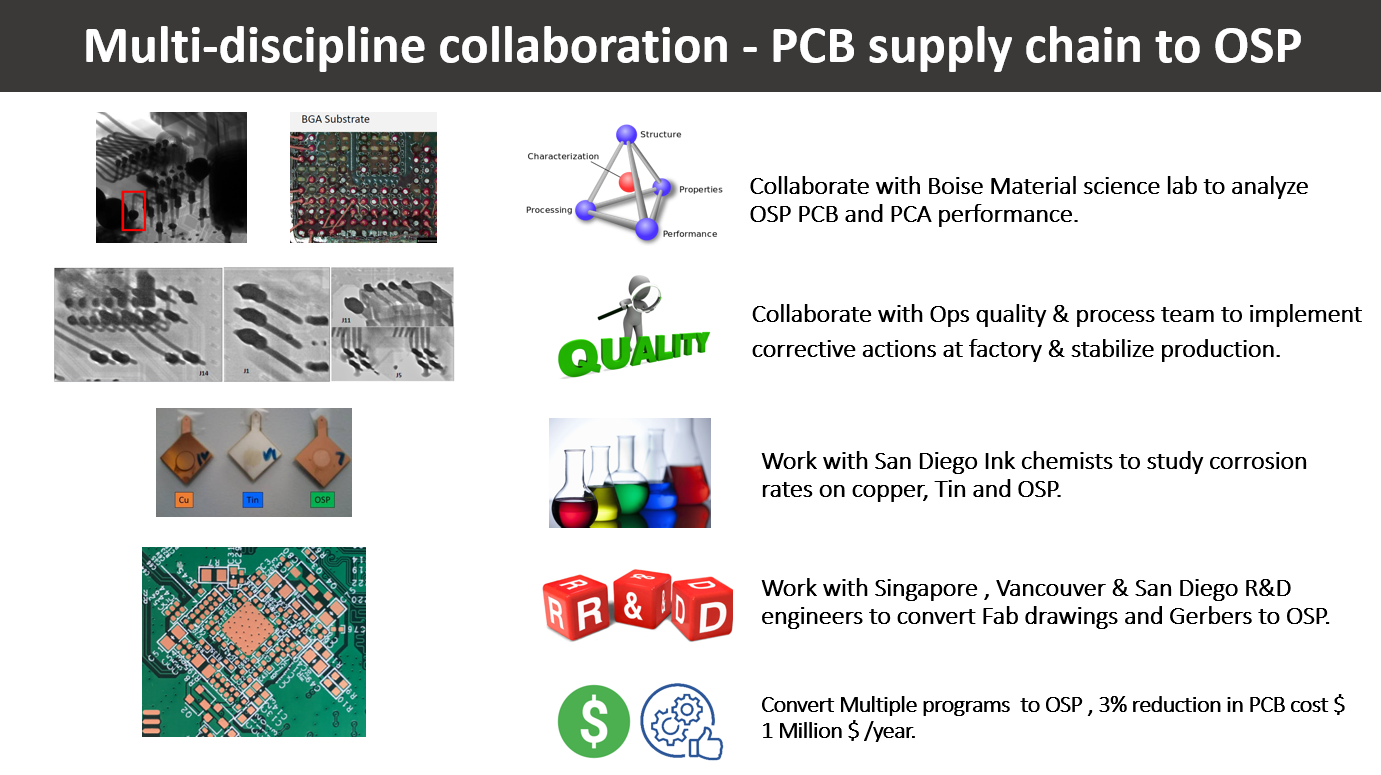 Multi-discipline collaboration - PCB supply chain to OSP
BGA Substrate
Structure
Characterization
Properties
Processing
Performance
Collaborate with Boise Material science lab to analyze
OSP PCB and PCA performance.
J14
J1
J11
J5
QUALITY
Collaborate with Ops quality & process team to implement
corrective actions at factory & stabilize production.
Cu
Tin
OSP
Work with San Diego Ink chemists to study corrosion
rates on copper, Tin and OSP.
R R & & D D
Work with Singapore , Vancouver & San Diego R&D
engineers to convert Fab drawings and Gerbers to OSP.
$
Convert Multiple programs  to OSP , 3% reduction in PCB cost $
1 Million $ /year.